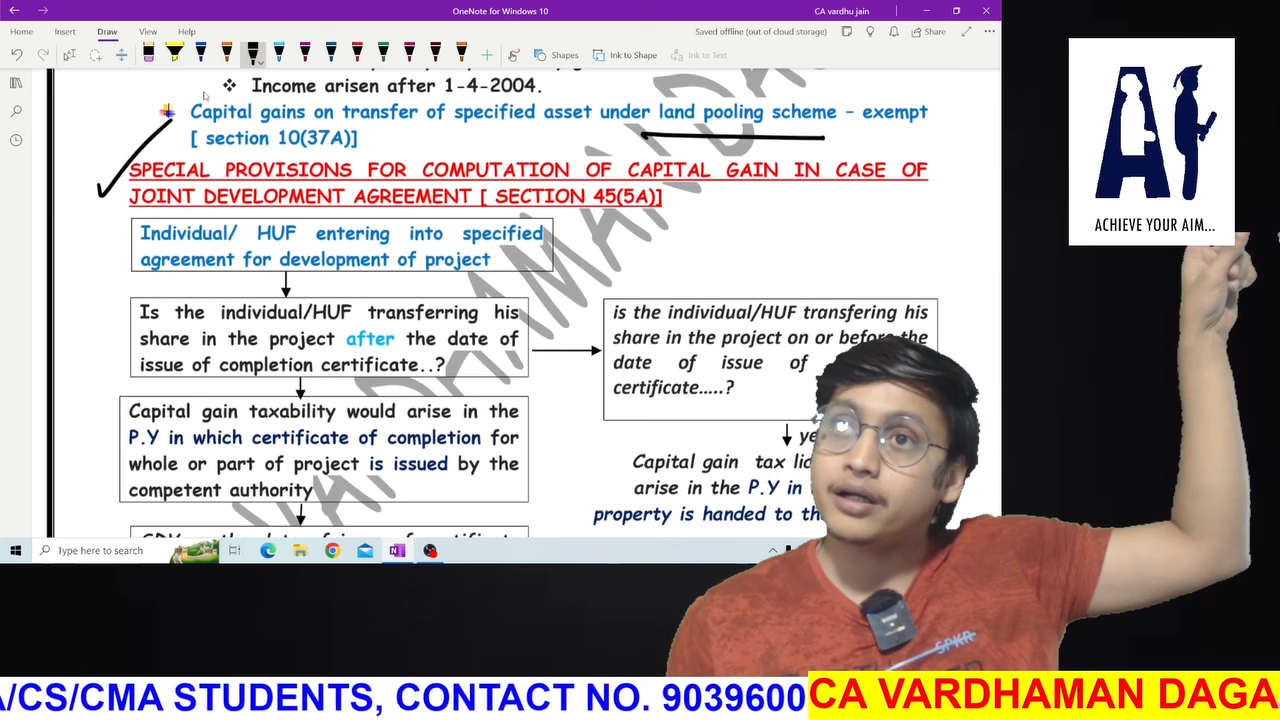 OneNote for Windows 10
CA vardhu jain
Home Insert Draw View Help
Saved offline (out of cloud storage)
Share
Shapes
Ink to Shape
Ink to Text
Income arisen after 1-4-2004.
Capital gains on transfer of specified asset under land pooling scheme – exempt
[ section 10(37A)]
SPECIAL PROVISIONS FOR COMPUTATION OF CAPITAL GAIN IN CASE OF
JOINT DEVELOPMENT AGREEMENT [ SECTION 45(5A)]
Individual/ HUF entering into specified
agreement for development of project
Is the individual/HUF transferring his
share in the project after the date of
issue of completion certificate..?
is the individual/HUF transfering his
share in the project on or before the
date of issue of
certificate.....?
Capital gain taxability would arise in the
P.Y in which certificate of completion for
whole or part of project is issued by the
competent authority
Capital gain tax
arise in the P.Y in
property is handed to
Type here to search
ACHIEVE YOUR AIM...
SPKR
A/CS/CMA STUDENTS, CONTACT NO. 9039600
CA VARDHAMAN DAGA